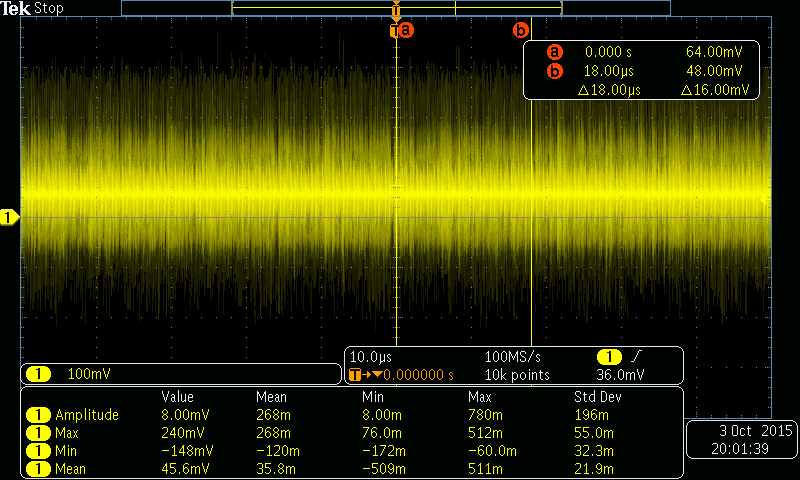 Tek Stop
T
T a b
a 0.000 s 64.00mV
b 18.00µs 48.00mV
△18.00µs △16.00mV
1
1 100mV
10.0µs 100MS/s 1
T→▼0.000000 s 10k points 36.0mV
Value Mean Min Max Std Dev
1 Amplitude 8.00mV 268m 8.00m 780m 196m
1 Max 240mV 268m 76.0m 512m 55.0m
1 Min −148mV −120m −172m −60.0m 32.3m
1 Mean 45.6mV 35.8m −509m 511m 21.9m
3 Oct 2015
20:01:39